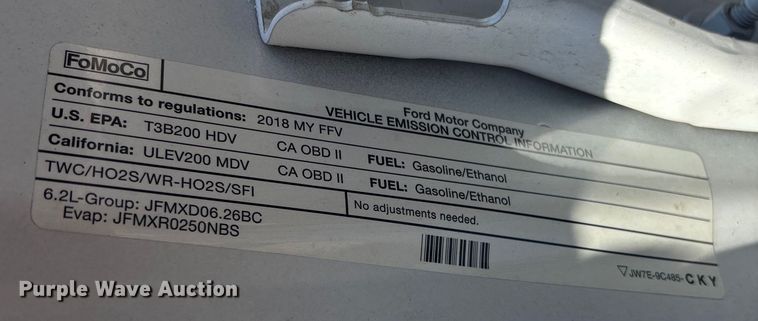 FoMoCo
Ford Motor Company
VEHICLE EMISSION CONTROL INFORMATION
Conforms to regulations: 2018 MY FFV
U.S. EPA: T3B200 HDV CA OBD II FUEL: Gasoline/Ethanol
California: ULEV200 MDV CA OBD II FUEL: Gasoline/Ethanol
TWC/HO2S/WR-HO2S/SFI
No adjustments needed.
6.2L-Group: JFMXD06.26BC
Evap: JFMXR0250NBS
JW7E-9C485-CKY
Purple Wave Auction